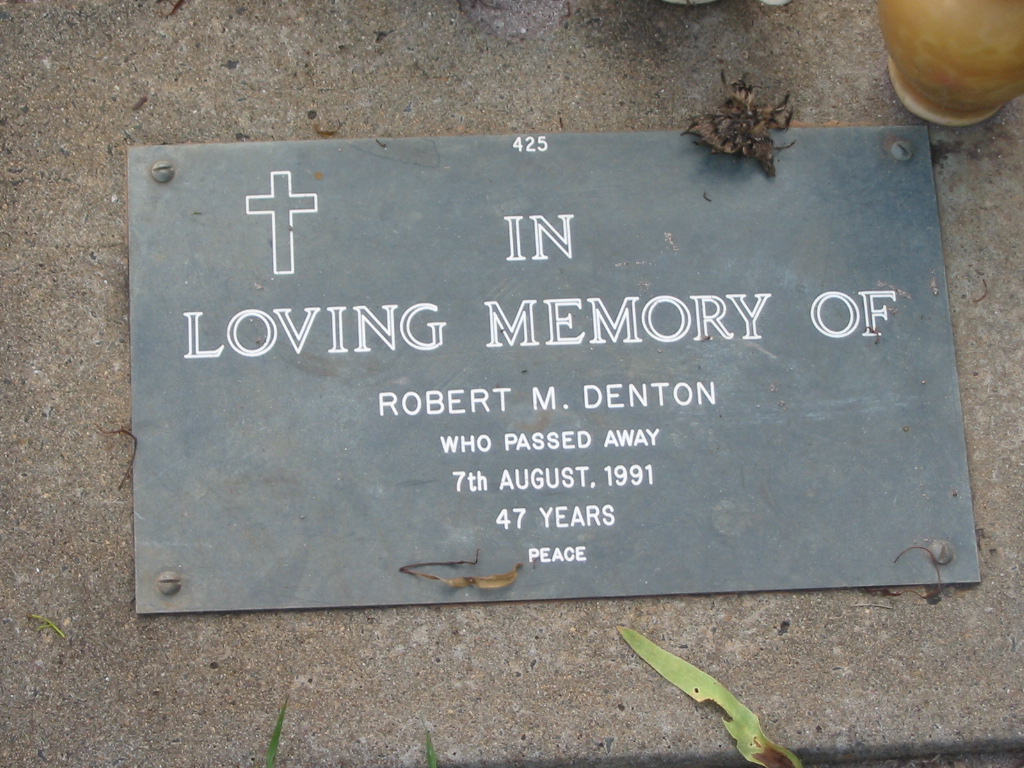 425
IN
LOVING MEMORY OF
ROBERT M. DENTON
WHO PASSED AWAY
7th AUGUST, 1991
47 YEARS
PEACE